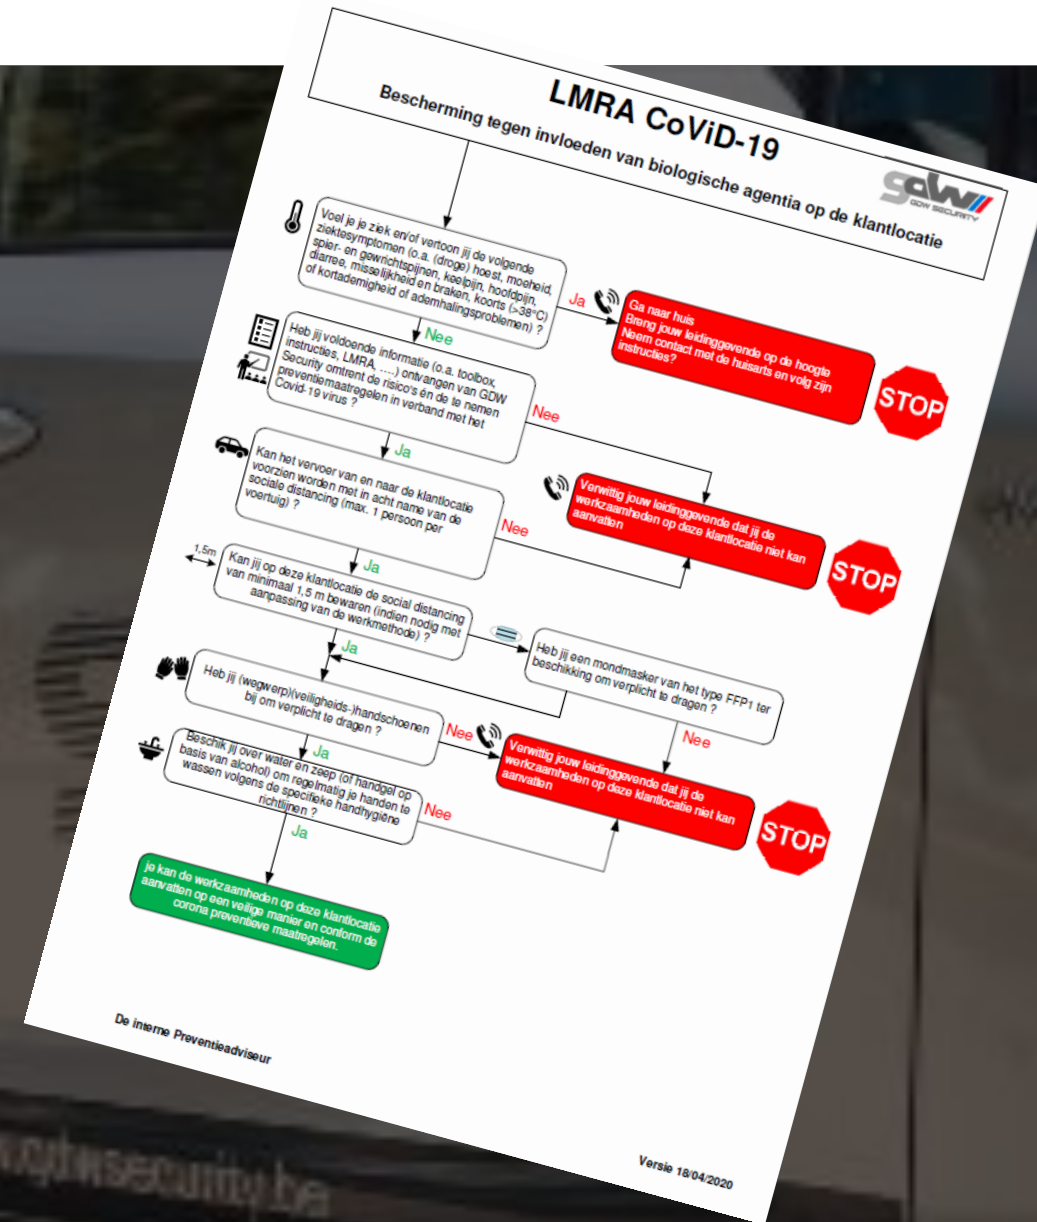 LMRA CoViD-19
Bescherming tegen invloeden van biologische agentia op de klantlocatie
gdw
GDW SECURITY
Voel je je ziek en/of vertoon jij de volgende
ziektesymptomen (o.a. (droge) hoest, moeheid,
spier- en gewrichtspijnen, keelpijn, hoofdpijn,
diarree, misselijkheid en braken, koorts (>38°C)
of kortademigheid of ademhalingsproblemen) ?
Ja
Ga naar huis
Breng jouw leidinggevende op de hoogte
Neem contact met de huisarts en volg zijn
instructies?
STOP
Nee
Heb jij voldoende informatie (o.a. toolbox,
instructies, LMRA, ....) ontvangen van GDW
Security omtrent de risico's én de te nemen
preventiemaatregelen in verband met het
Covid-19 virus ?
Nee
Ja
Kan het vervoer van en naar de klantlocatie
voorzien worden met in acht name van de
sociale distancing (max. 1 persoon per
voertuig) ?
Nee
Verwittig jouw leidinggevende dat jij de
werkzaamheden op deze klantlocatie niet kan
aanvatten
STOP
Ja
1,5m
Kan jij op deze klantlocatie de social distancing
van minimaal 1,5 m bewaren (indien nodig met
aanpassing van de werkmethode) ?
Ja
Heb jij een mondmasker van het type FFP1 ter
beschikking om verplicht te dragen ?
Nee
Heb jij (wegwerp)(veiligheids-)handschoenen
bij om verplicht te dragen ?
Nee
Verwittig jouw leidinggevende dat jij de
werkzaamheden op deze klantlocatie niet kan
aanvatten
STOP
Ja
Beschik jij over water en zeep (of handgel op
basis van alcohol) om regelmatig je handen te
wassen volgens de specifieke handhygiëne
richtlijnen ?
Nee
Ja
je kan de werkzaamheden op deze klantlocatie
aanvatten op een veilige manier en conform de
corona preventieve maatregelen.
De interne Preventieadviseur
Versie 18/04/2020
.gdwsecurity.be